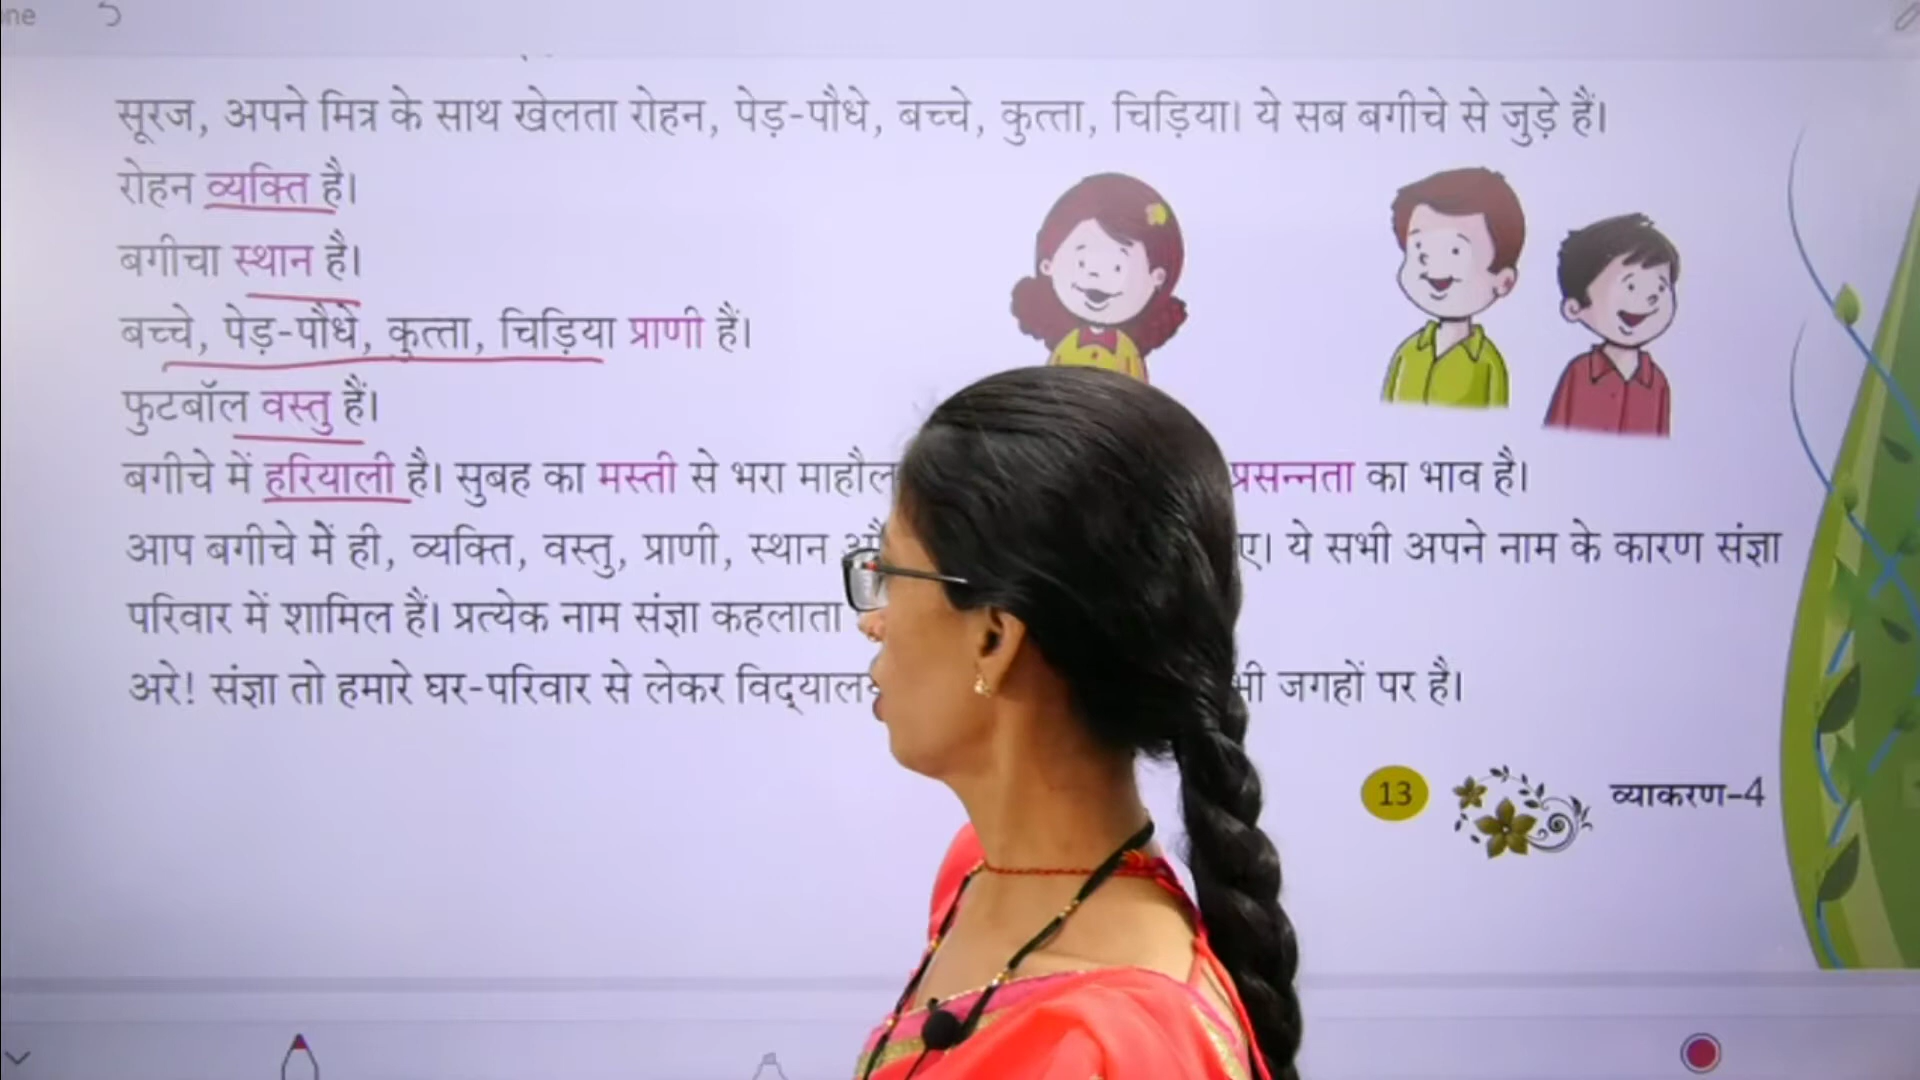 सूरज, अपने मित्र के साथ खेलता रोहन, पेड़-पौधे, बच्चे, कुत्ता, चिड़िया। ये सब बगीचे से जुड़े हैं।
रोहन व्यक्ति है।
बगीचा स्थान है।
बच्चे, पेड़-पौधे, कुत्ता, चिड़िया प्राणी हैं।
फुटबॉल वस्तु हैं।
बगीचे में हरियाली है। सुबह का मस्ती से भरा माहौल प्रसन्नता का भाव है।
आप बगीचे में ही, व्यक्ति, वस्तु, प्राणी, स्थान ये सभी अपने नाम के कारण संज्ञा
परिवार में शामिल हैं। प्रत्येक नाम संज्ञा कहलाता
अरे! संज्ञा तो हमारे घर-परिवार से लेकर जगहों पर है।
13 व्याकरण-4